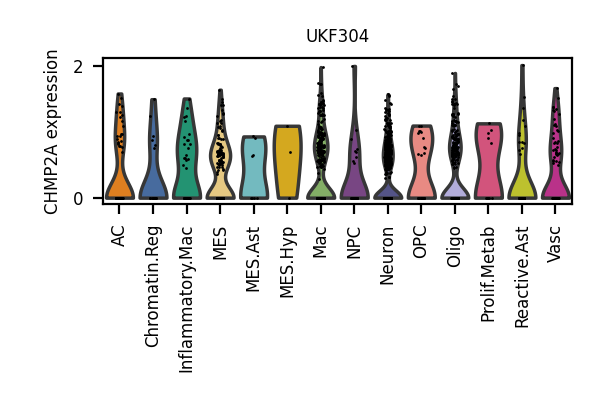 UKF304
CHMP2A expression
2
0
AC
Chromatin.Reg
Inflammatory.Mac
MES
MES.Ast
MES.Hyp
Mac
NPC
Neuron
OPC
Oligo
Prolif.Metab
Reactive.Ast
Vasc